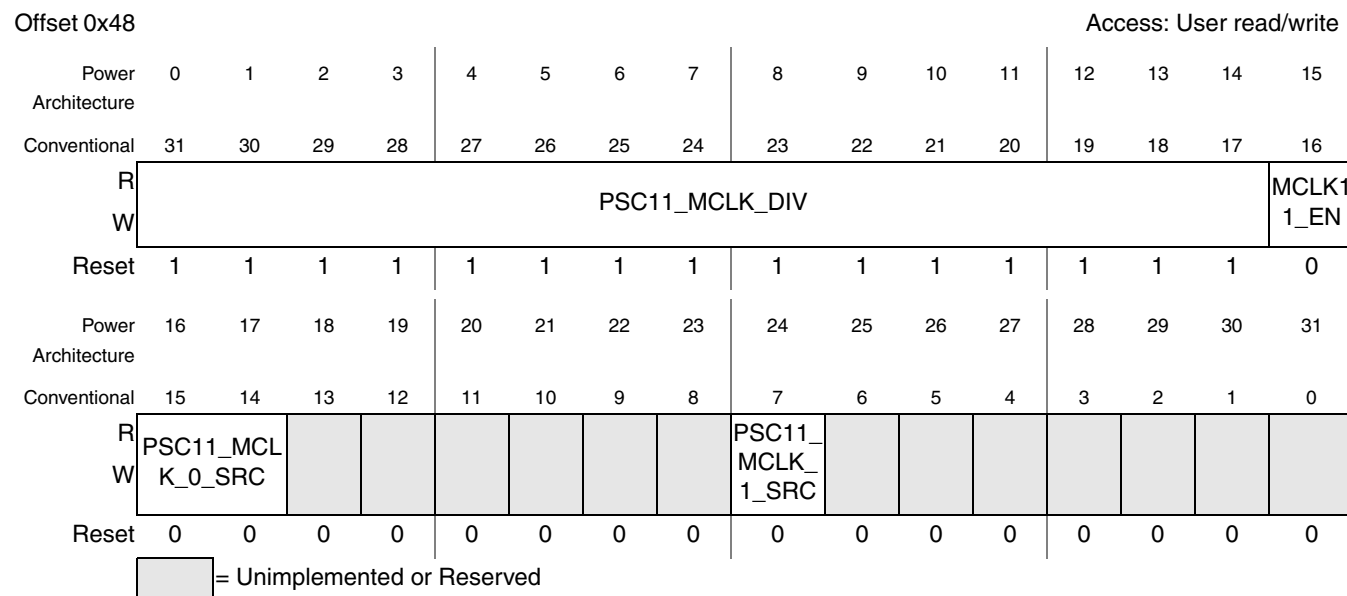 Offset 0x48 Access: User read/write
Power Architecture 0 1 2 3 4 5 6 7 8 9 10 11 12 13 14 15
Conventional 31 30 29 28 27 26 25 24 23 22 21 20 19 18 17 16
R
W
PSC11_MCLK_DIV
MCLK1
1_EN
Reset 1 1 1 1 1 1 1 1 1 1 1 1 1 1 1 0
Power Architecture 16 17 18 19 20 21 22 23 24 25 26 27 28 29 30 31
Conventional 15 14 13 12 11 10 9 8 7 6 5 4 3 2 1 0
R
W
PSC11_MCL
K_0_SRC
PSC11_
MCLK_
1_SRC
Reset 0 0 0 0 0 0 0 0 0 0 0 0 0 0 0 0
= Unimplemented or Reserved